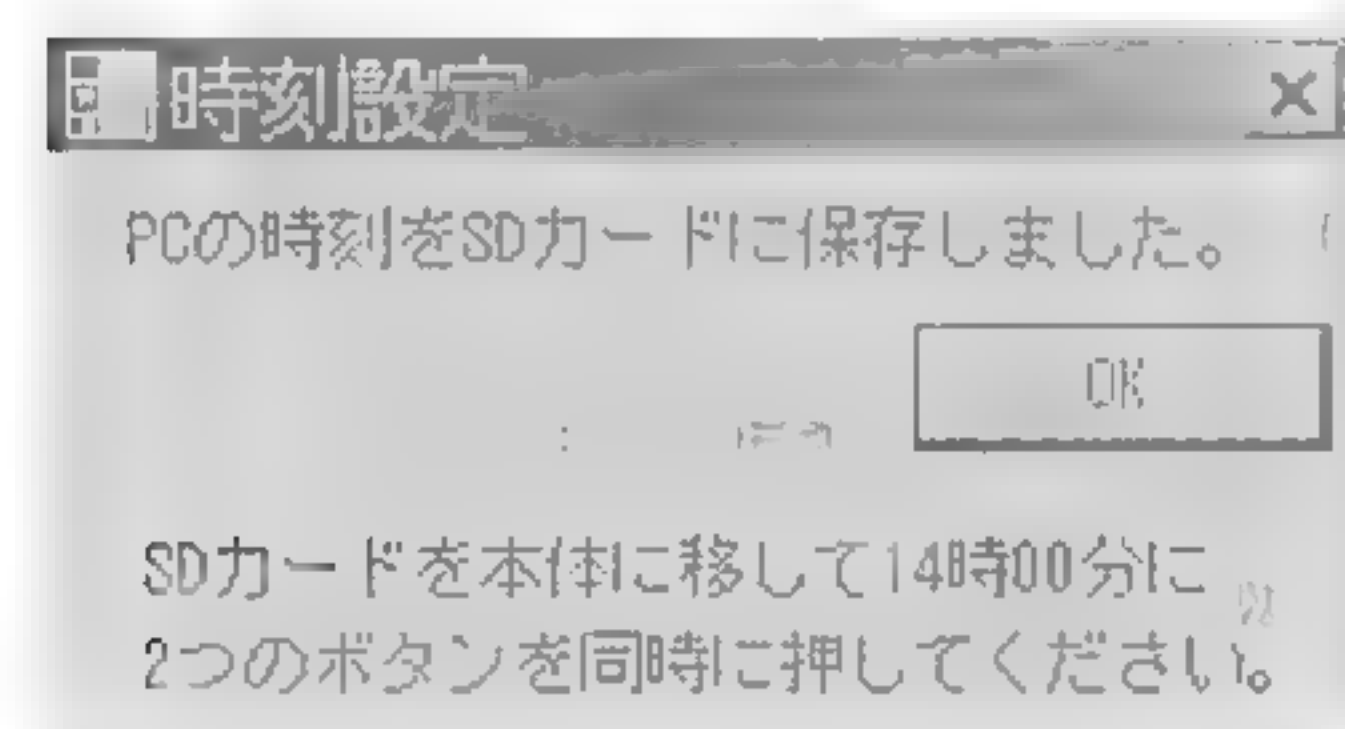 時刻設定
PCの時刻をSDカードに保存しました。
OK
SDカードを本体に移して14時00分に
2つのボタンを同時に押してください。